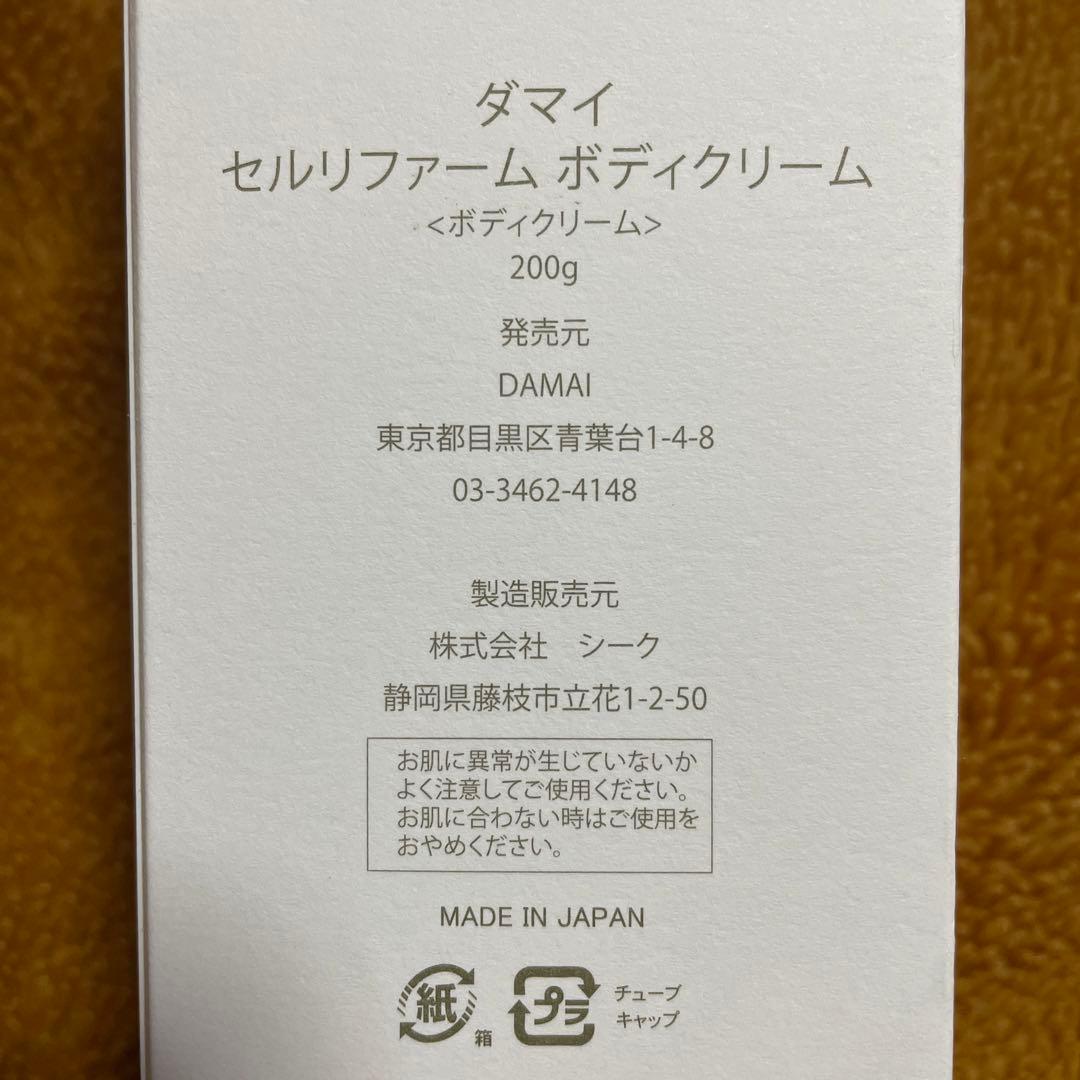 ダマイ
セルリファーム ボディクリーム
<ボディクリーム>
200g
発売元
DAMAI
東京都目黒区青葉台1-4-8
03-3462-4148
製造販売元
株式会社　シーク
静岡県藤枝市立花1-2-50
お肌に異常が生じていないか
よく注意してご使用ください。
お肌に合わない時はご使用を
おやめください。
MADE IN JAPAN
紙 箱
プラ チューブ
キャップ